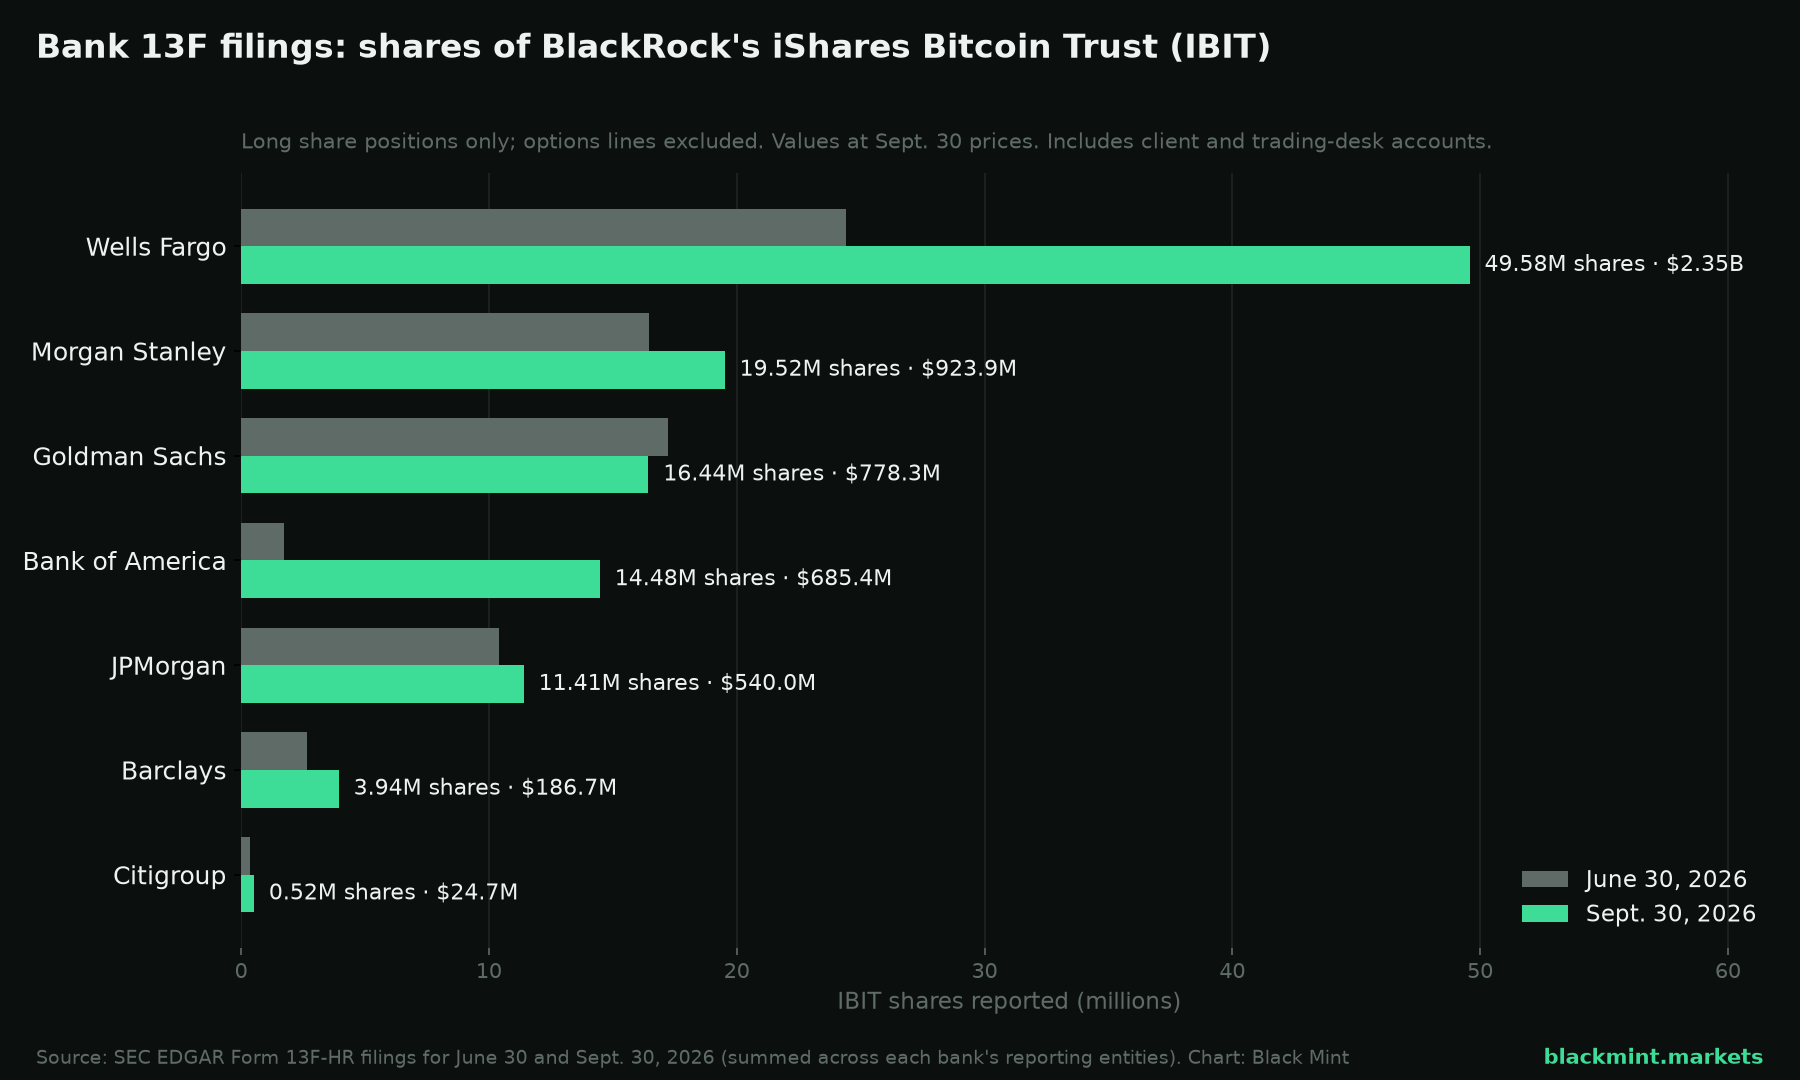 Bank 13F filings: shares of BlackRock's iShares Bitcoin Trust (IBIT)
Long share positions only; options lines excluded. Values at Sept. 30 prices. Includes client and trading-desk accounts.
Wells Fargo
49.58M shares · $2.35B
Morgan Stanley
19.52M shares · $923.9M
Goldman Sachs
16.44M shares · $778.3M
Bank of America
14.48M shares · $685.4M
JPMorgan
11.41M shares · $540.0M
Barclays
3.94M shares · $186.7M
Citigroup
0.52M shares · $24.7M
June 30, 2026
Sept. 30, 2026
0 10 20 30 40 50 60
IBIT shares reported (millions)
Source: SEC EDGAR Form 13F-HR filings for June 30 and Sept. 30, 2026 (summed across each bank's reporting entities). Chart: Black Mint
blackmint.markets